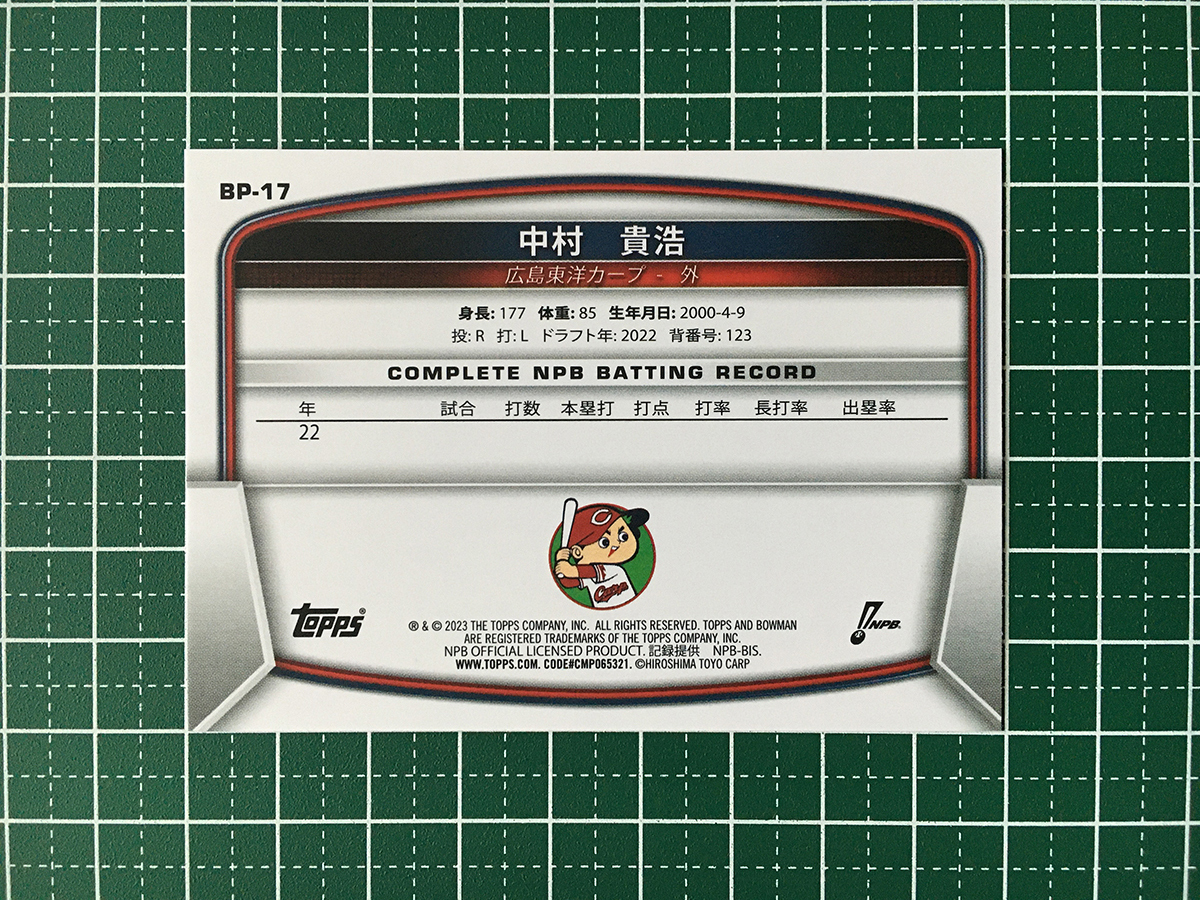 BP-17
中村 貴浩
広島東洋カープ - 外
身長: 177 体重: 85 生年月日: 2000-4-9
投: R 打: L ドラフト年: 2022 背番号: 123
COMPLETE NPB BATTING RECORD
年 試合 打数 本塁打 打点 打率 長打率 出塁率
22
C
Carp
topps®
® & © 2023 THE TOPPS COMPANY, INC. ALL RIGHTS RESERVED. TOPPS AND BOWMAN
ARE REGISTERED TRADEMARKS OF THE TOPPS COMPANY, INC.
NPB OFFICIAL LICENSED PRODUCT. 記録提供 NPB-BIS.
WWW.TOPPS.COM. CODE#CMP065321. ©HIROSHIMA TOYO CARP
NPB